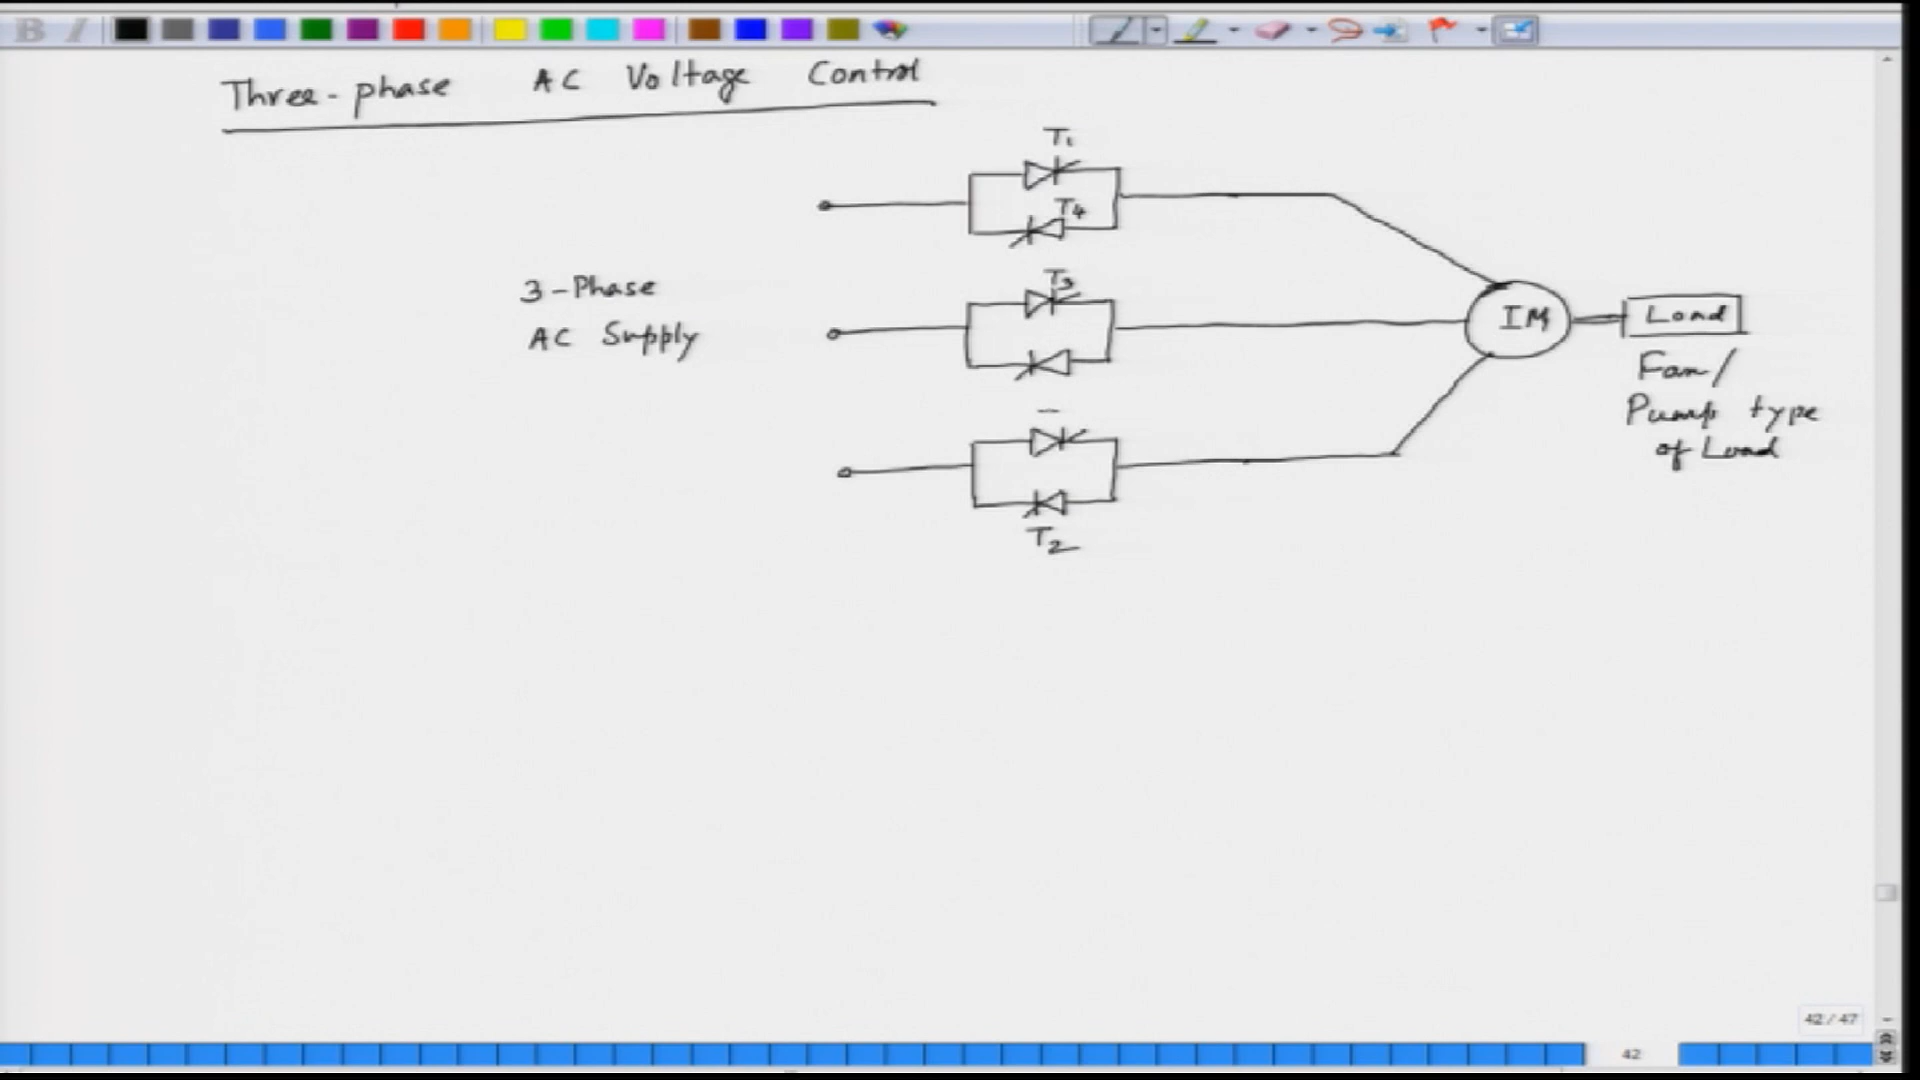 B I
Three-phase AC Voltage Control
T1
T4
3-Phase
AC Supply
T3
IM
Load
Fan/
Pump type
of Load
T2
42 / 47
42